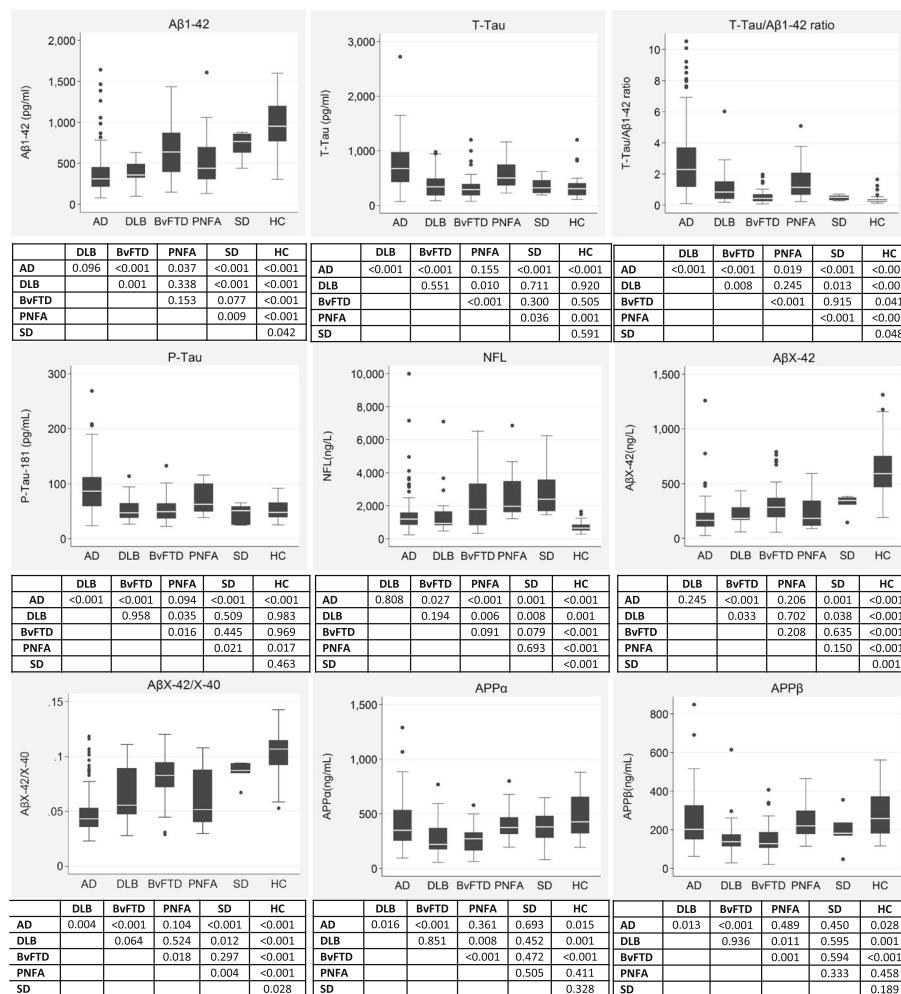 Aβ1-42
Aβ1-42 (pg/ml)
2,000
1,500
1,000
500
0
AD DLB BvFTD PNFA SD HC
DLB BvFTD PNFA SD HC
AD 0.096 <0.001 0.037 <0.001 <0.001
DLB 0.001 0.338 <0.001 <0.001
BvFTD 0.153 0.077 <0.001
PNFA 0.009 <0.001
SD 0.042
T-Tau
T-Tau (pg/ml)
3,000
2,000
1,000
0
AD DLB BvFTD PNFA SD HC
DLB BvFTD PNFA SD HC
AD <0.001 <0.001 0.155 <0.001 <0.001
DLB 0.551 0.010 0.711 0.920
BvFTD <0.001 0.300 0.505
PNFA 0.036 0.001
SD 0.591
T-Tau/Aβ1-42 ratio
T-Tau/Aβ1-42 ratio
10
8
6
4
2
0
AD DLB BvFTD PNFA SD HC
DLB BvFTD PNFA SD HC
AD <0.001 <0.001 0.019 <0.001 <0.00
DLB 0.008 0.245 0.013 <0.00
BvFTD <0.001 0.915 0.041
PNFA <0.001 <0.00
SD 0.048
P-Tau
P-Tau-181 (pg/mL)
300
200
100
0
AD DLB BvFTD PNFA SD HC
DLB BvFTD PNFA SD HC
AD <0.001 <0.001 0.094 <0.001 <0.001
DLB 0.958 0.035 0.509 0.983
BvFTD 0.016 0.445 0.969
PNFA 0.021 0.017
SD 0.463
NFL
NFL(ng/L)
10,000
8,000
6,000
4,000
2,000
0
AD DLB BvFTD PNFA SD HC
DLB BvFTD PNFA SD HC
AD 0.808 0.027 <0.001 0.001 <0.001
DLB 0.194 0.006 0.008 0.001
BvFTD 0.091 0.079 <0.001
PNFA 0.693 <0.001
SD <0.001
AβX-42
AβX-42(ng/L)
1,500
1,000
500
0
AD DLB BvFTD PNFA SD HC
DLB BvFTD PNFA SD HC
AD 0.245 <0.001 0.206 0.001 <0.001
DLB 0.033 0.702 0.038 <0.001
BvFTD 0.208 0.635 <0.001
PNFA 0.150 <0.001
SD 0.001
AβX-42/X-40
AβX-42/X-40
.15
.1
.05
0
AD DLB BvFTD PNFA SD HC
DLB BvFTD PNFA SD HC
AD 0.004 <0.001 0.104 <0.001 <0.001
DLB 0.064 0.524 0.012 <0.001
BvFTD 0.018 0.297 <0.001
PNFA 0.004 <0.001
SD 0.028
APPα
APPα(ng/mL)
1,500
1,000
500
0
AD DLB BvFTD PNFA SD HC
DLB BvFTD PNFA SD HC
AD 0.016 <0.001 0.361 0.693 0.015
DLB 0.851 0.008 0.452 0.001
BvFTD <0.001 0.472 <0.001
PNFA 0.505 0.411
SD 0.328
APPβ
APPβ(ng/mL)
800
600
400
200
0
AD DLB BvFTD PNFA SD HC
DLB BvFTD PNFA SD HC
AD 0.013 <0.001 0.489 0.450 0.028
DLB 0.936 0.011 0.595 0.001
BvFTD 0.001 0.594 <0.001
PNFA 0.333 0.458
SD 0.189